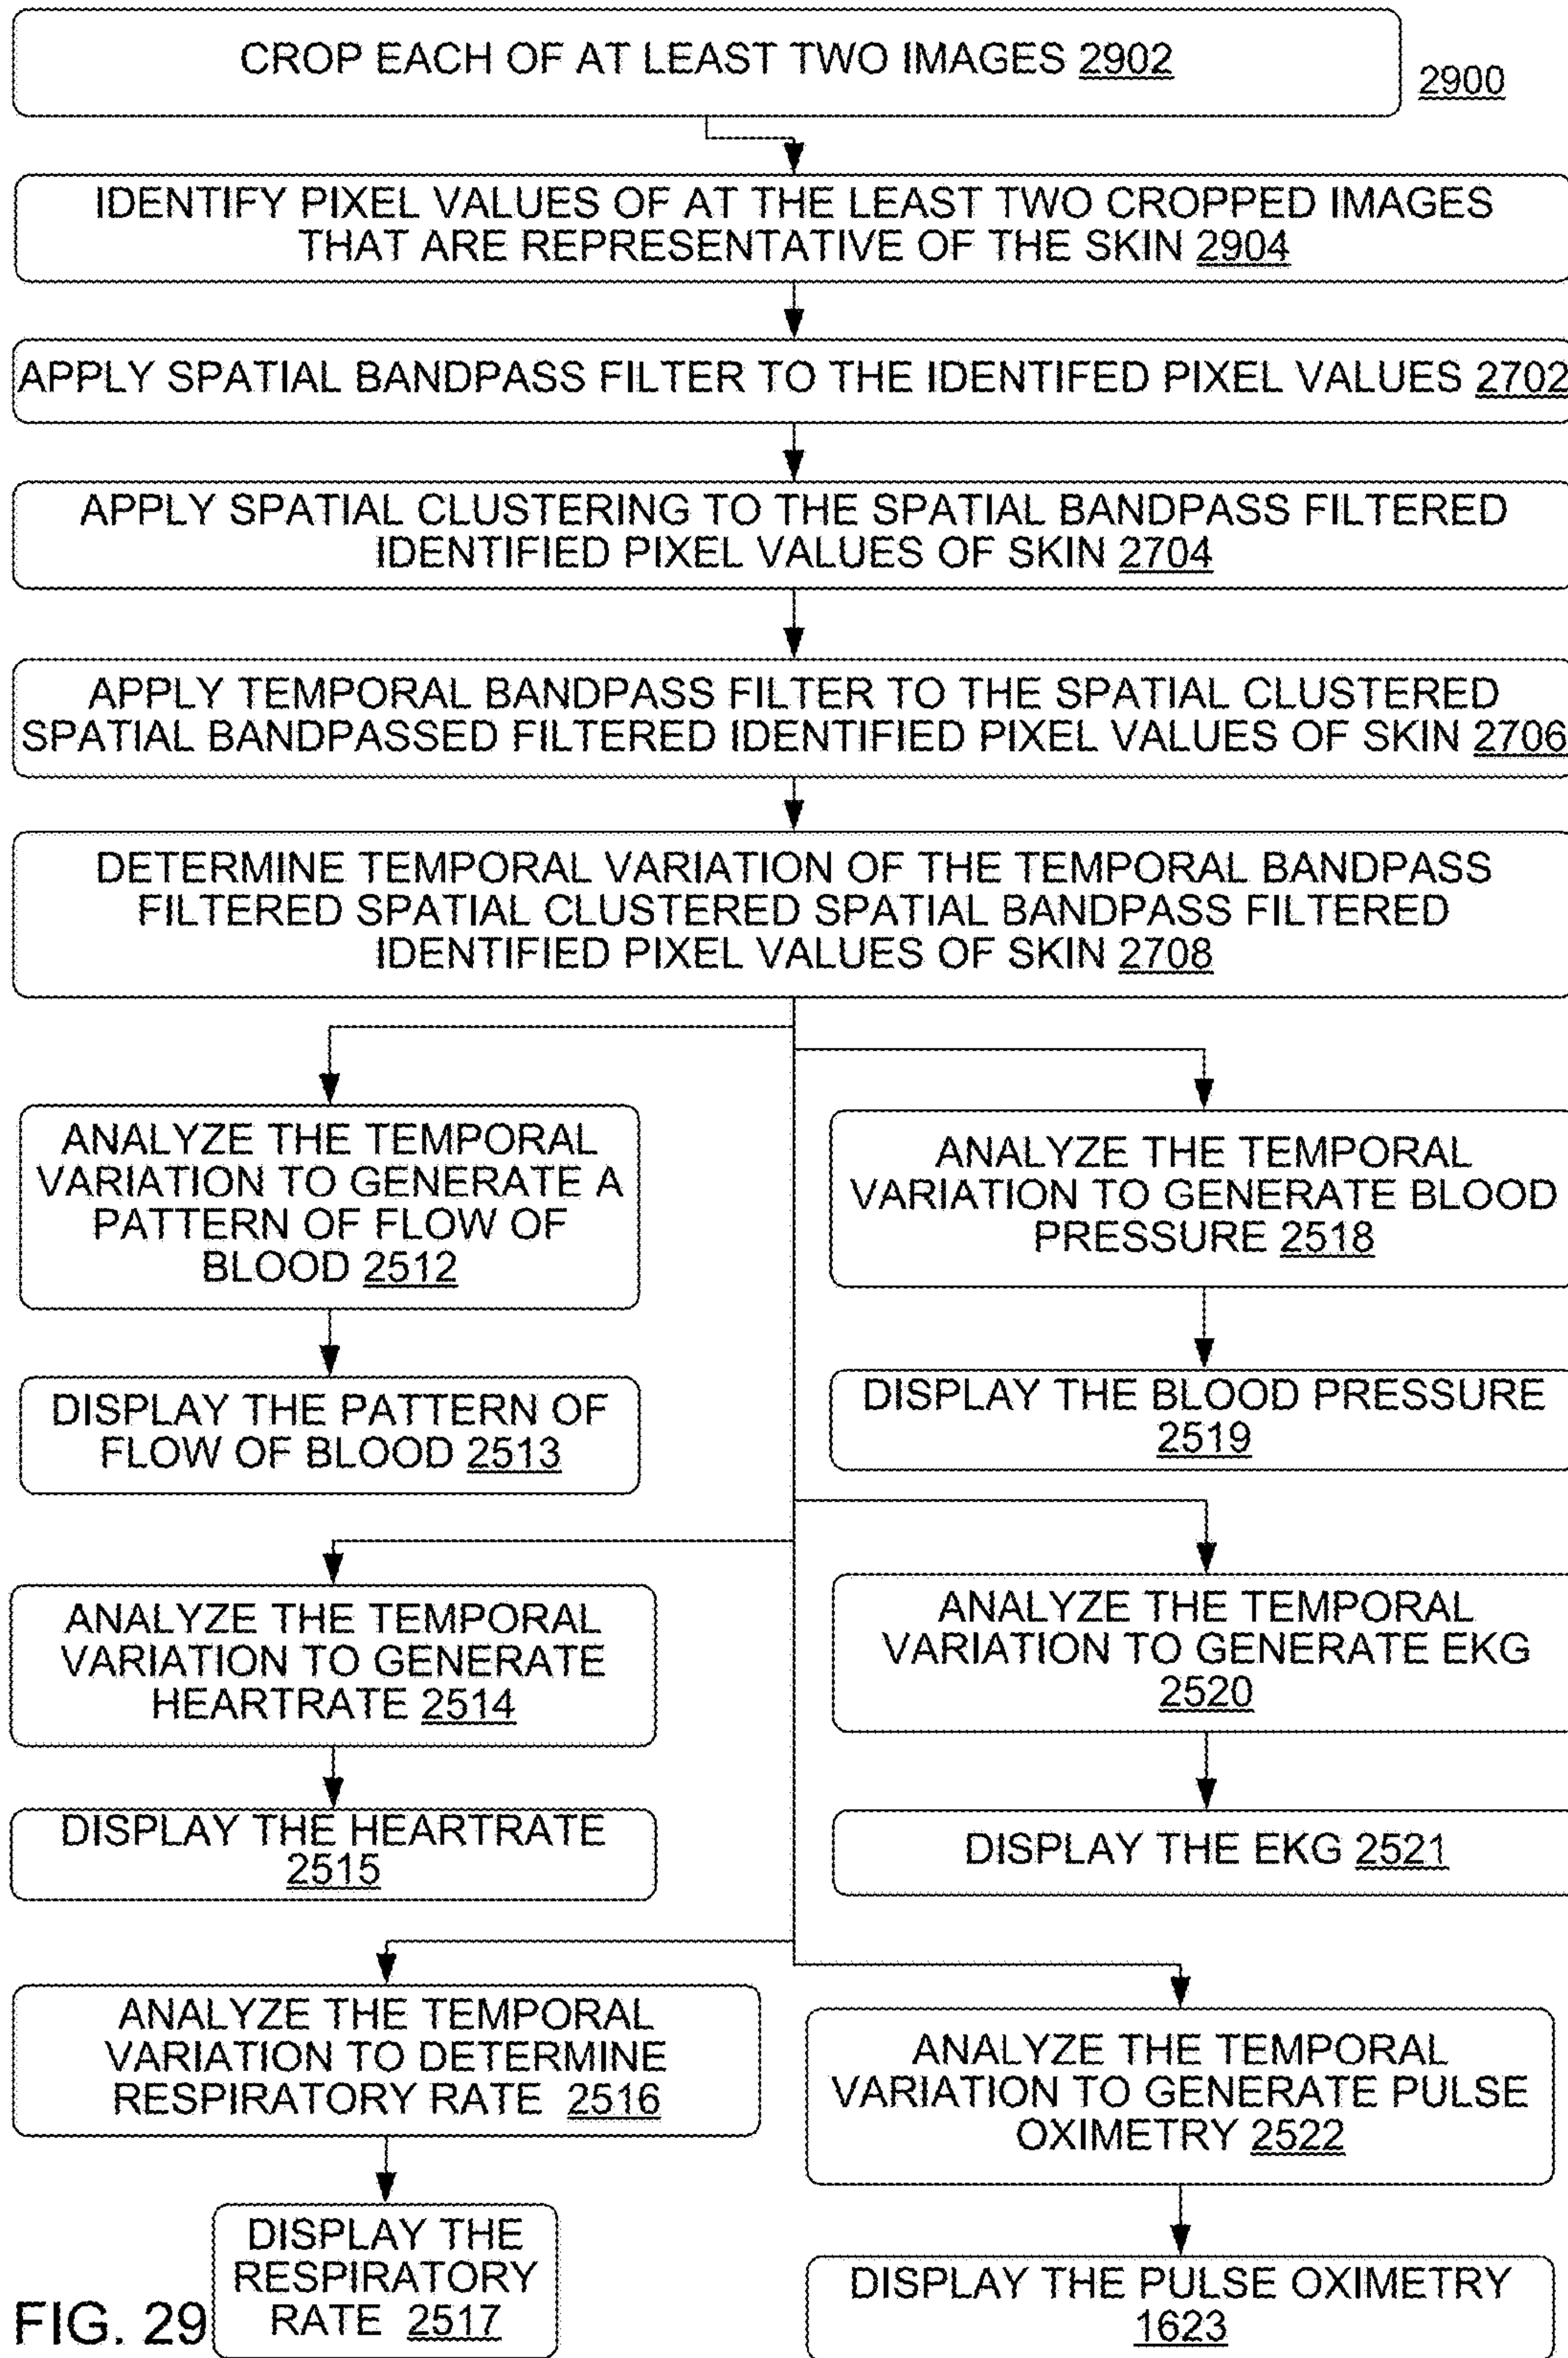 CROP EACH OF AT LEAST TWO IMAGES 2902
2900
IDENTIFY PIXEL VALUES OF AT THE LEAST TWO CROPPED IMAGES
THAT ARE REPRESENTATIVE OF THE SKIN 2904
APPLY SPATIAL BANDPASS FILTER TO THE IDENTIFED PIXEL VALUES 2702
APPLY SPATIAL CLUSTERING TO THE SPATIAL BANDPASS FILTERED
IDENTIFIED PIXEL VALUES OF SKIN 2704
APPLY TEMPORAL BANDPASS FILTER TO THE SPATIAL CLUSTERED
SPATIAL BANDPASSED FILTERED IDENTIFIED PIXEL VALUES OF SKIN 2706
DETERMINE TEMPORAL VARIATION OF THE TEMPORAL BANDPASS
FILTERED SPATIAL CLUSTERED SPATIAL BANDPASS FILTERED
IDENTIFIED PIXEL VALUES OF SKIN 2708
ANALYZE THE TEMPORAL
VARIATION TO GENERATE A
PATTERN OF FLOW OF
BLOOD 2512
ANALYZE THE TEMPORAL
VARIATION TO GENERATE BLOOD
PRESSURE 2518
DISPLAY THE PATTERN OF
FLOW OF BLOOD 2513
DISPLAY THE BLOOD PRESSURE
2519
ANALYZE THE TEMPORAL
VARIATION TO GENERATE
HEARTRATE 2514
ANALYZE THE TEMPORAL
VARIATION TO GENERATE EKG
2520
DISPLAY THE HEARTRATE
2515
DISPLAY THE EKG 2521
ANALYZE THE TEMPORAL
VARIATION TO DETERMINE
RESPIRATORY RATE 2516
ANALYZE THE TEMPORAL
VARIATION TO GENERATE PULSE
OXIMETRY 2522
DISPLAY THE
RESPIRATORY
RATE 2517
DISPLAY THE PULSE OXIMETRY
1623
FIG. 29